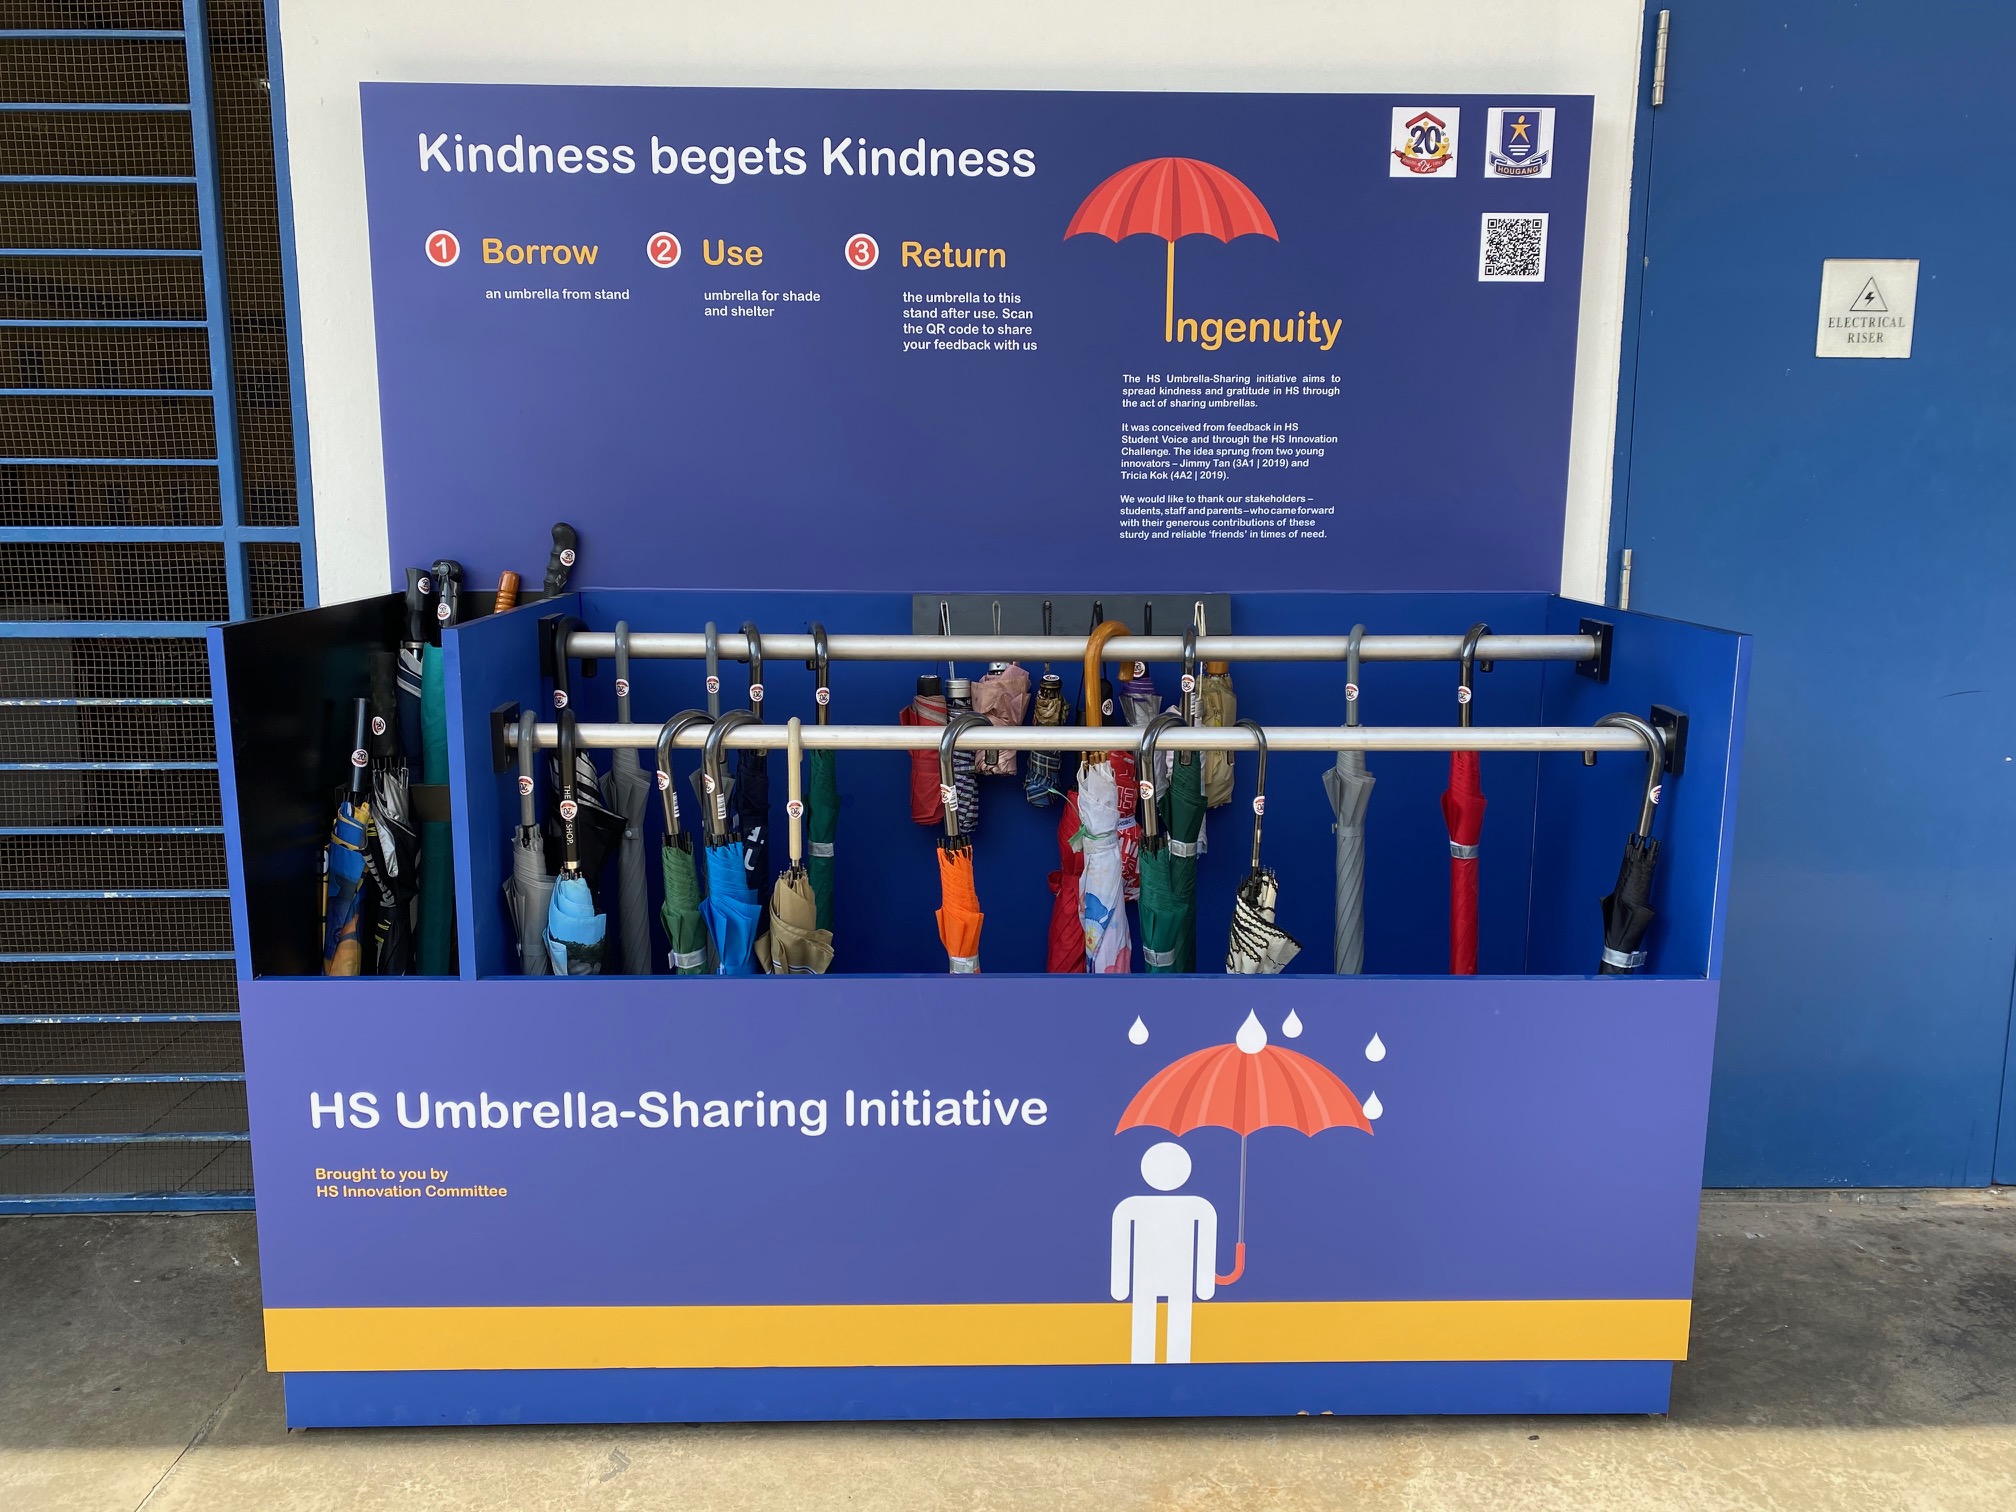 Kindness begets Kindness
1 Borrow
an umbrella from stand
2 Use
umbrella for shade
and shelter
3 Return
the umbrella to this
stand after use. Scan
the QR code to share
your feedback with us
20
HOUGANG
Ingenuity
The HS Umbrella-Sharing initiative aims to
spread kindness and gratitude in HS through
the act of sharing umbrellas.
It was conceived from feedback in HS
Student Voice and through the HS Innovation
Challenge. The idea sprung from two young
innovators – Jimmy Tan (3A1 | 2019) and
Tricia Kok (4A2 | 2019).
We would like to thank our stakeholders –
students, staff and parents – who came forward
with their generous contributions of these
sturdy and reliable ‘friends’ in times of need.
ELECTRICAL
RISER
THE
SHOP.
HS Umbrella-Sharing Initiative
Brought to you by
HS Innovation Committee